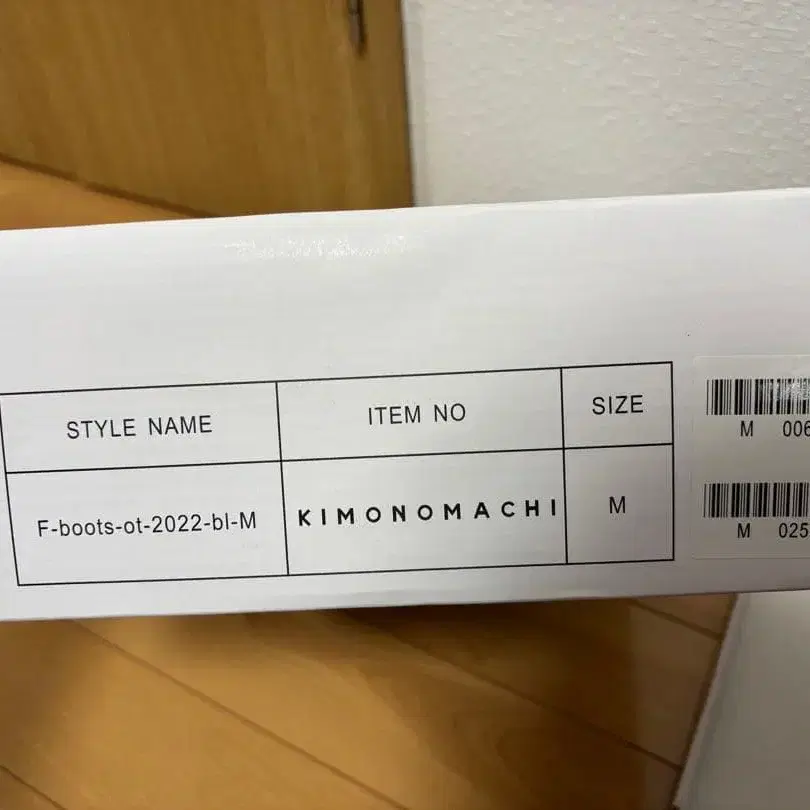 STYLE NAME ITEM NO SIZE
F-boots-ot-2022-bl-M KIMONOMACHI M
M 006
M 025